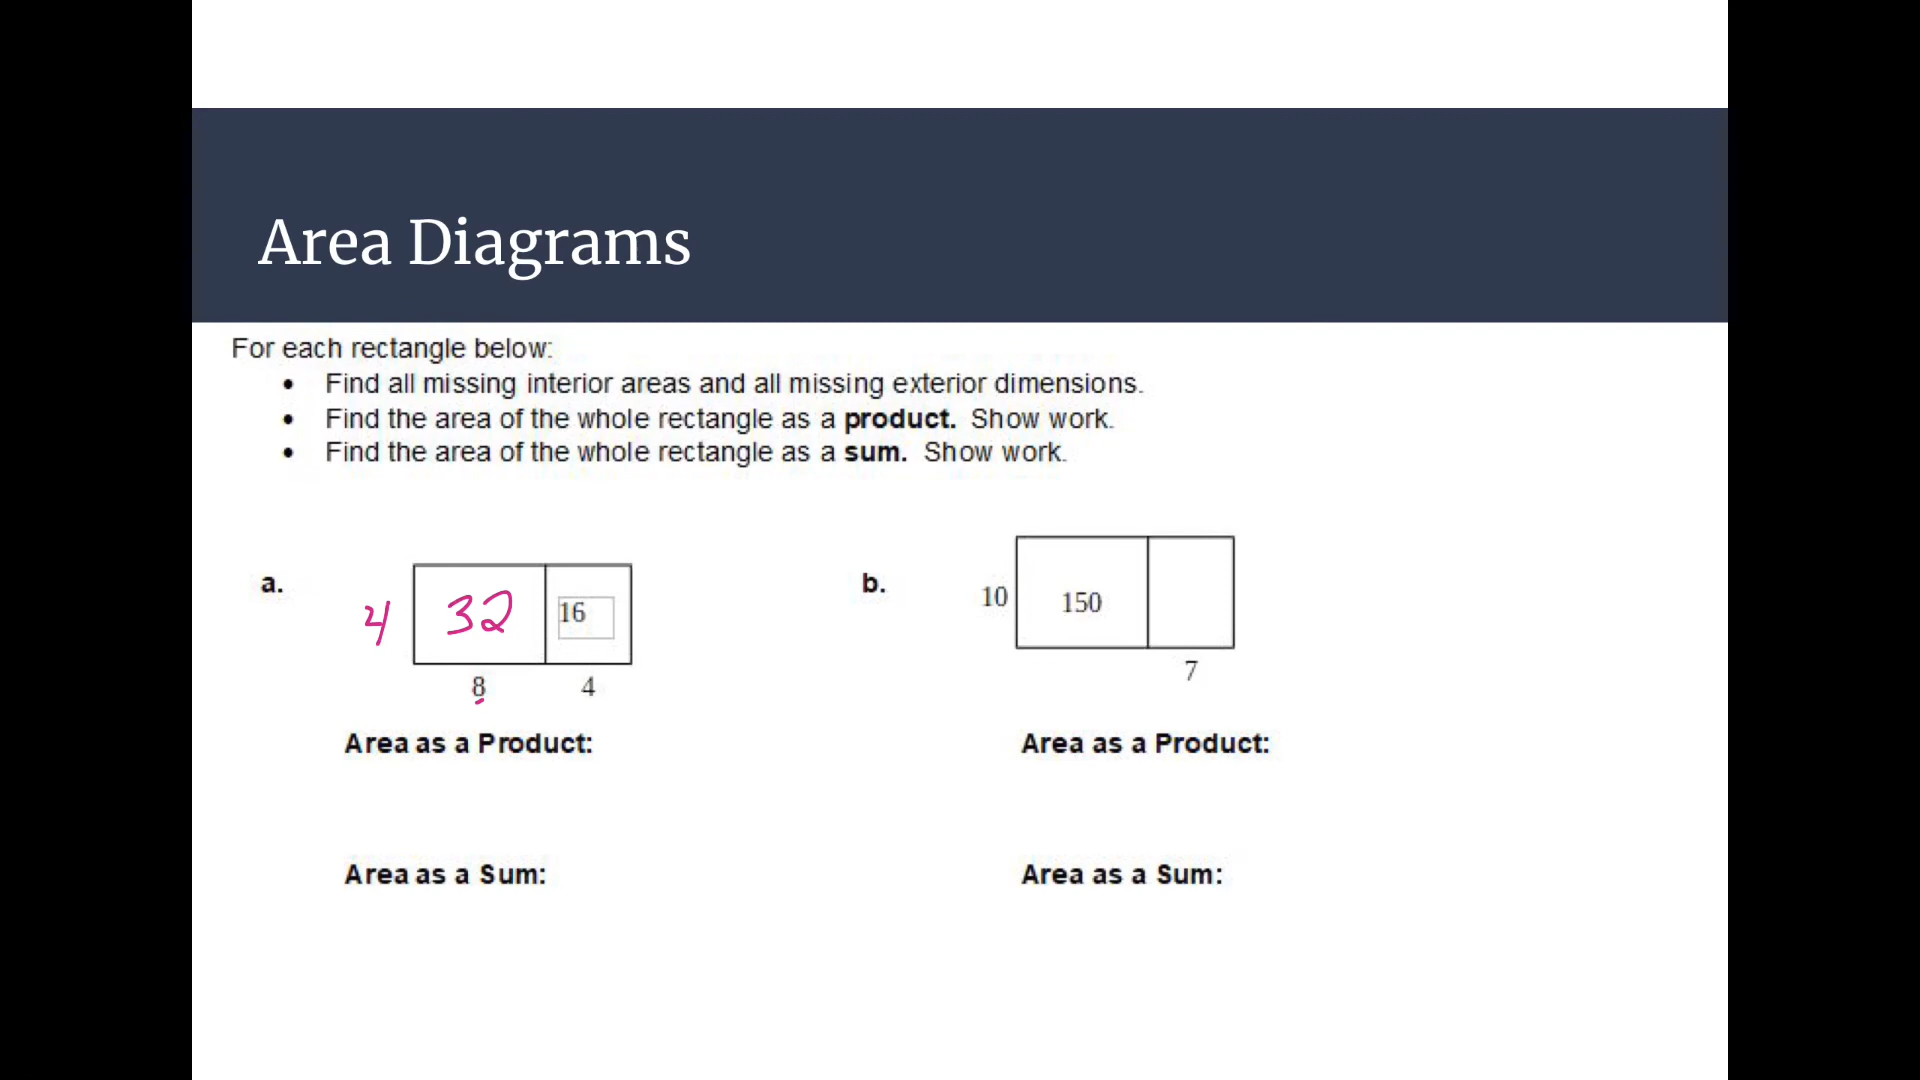 Area Diagrams
For each rectangle below:
• Find all missing interior areas and all missing exterior dimensions.
• Find the area of the whole rectangle as a product. Show work.
• Find the area of the whole rectangle as a sum. Show work.
a.
4 32 16
8 4
Area as a Product:
Area as a Sum:
b.
10 150
7
Area as a Product:
Area as a Sum: